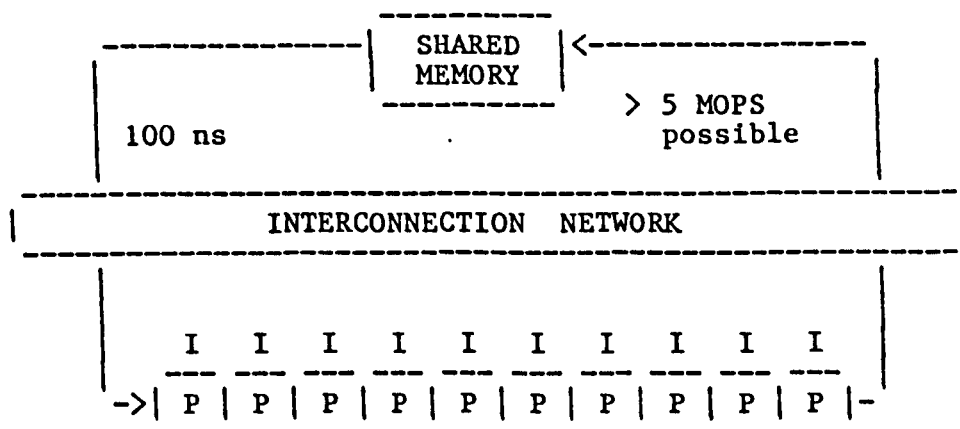 SHARED
MEMORY
> 5 MOPS
possible
100 ns
INTERCONNECTION NETWORK
I I I I I I I I I I
->| P | P | P | P | P | P | P | P | P | P |-